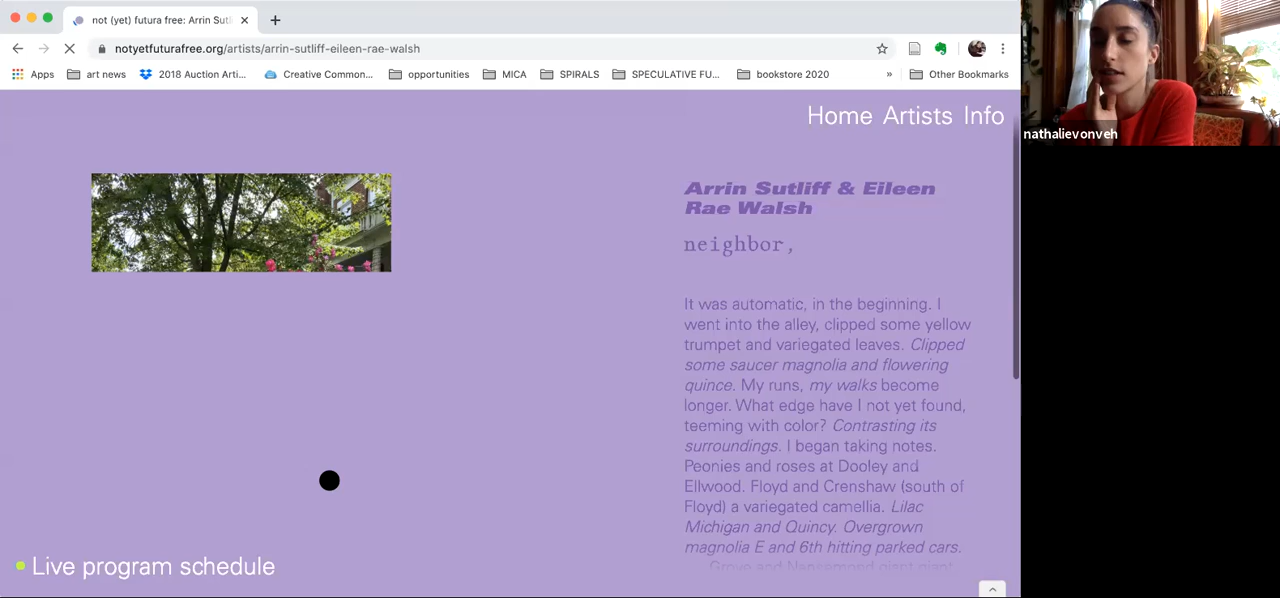 not (yet) futura free: Arrin Sutl
notyetfuturafree.org/artists/arrin-sutliff-eileen-rae-walsh
Apps
art news
2018 Auction Arti...
Creative Common...
opportunities
MICA
SPIRALS
SPECULATIVE FU...
bookstore 2020
»
Other Bookmarks
nathalievonveh
Home Artists Info
Arrin Sutliff & Eileen
Rae Walsh
neighbor,
It was automatic, in the beginning. I
went into the alley, clipped some yellow
trumpet and variegated leaves. Clipped
some saucer magnolia and flowering
quince. My runs, my walks become
longer. What edge have I not yet found,
teeming with color? Contrasting its
surroundings. I began taking notes.
Peonies and roses at Dooley and
Ellwood. Floyd and Crenshaw (south of
Floyd) a variegated camellia. Lilac
Michigan and Quincy. Overgrown
magnolia E and 6th hitting parked cars.
Grove and Nansemond giant giant
Live program schedule